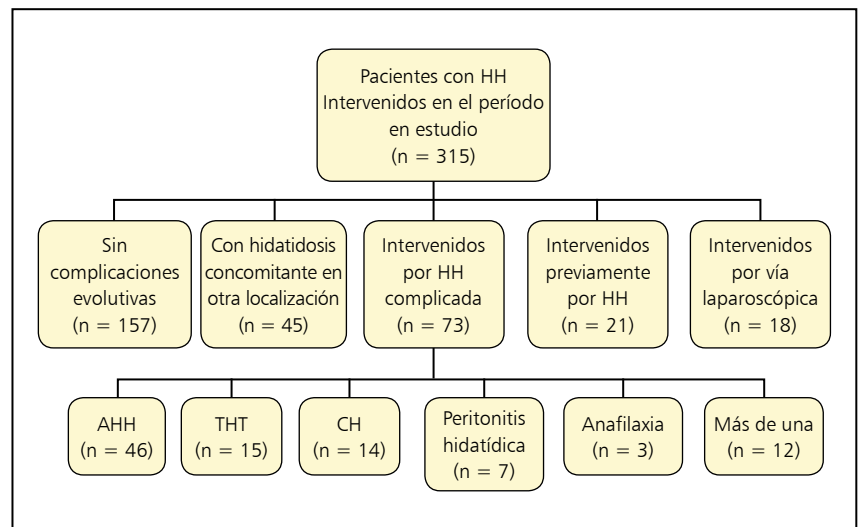 Pacientes con HH
Intervenidos en el período
en estudio
(n = 315)
Sin
complicaciones
evolutivas
(n = 157)
Con hidatidosis
concomitante en
otra localización
(n = 45)
Intervenidos
por HH
complicada
(n = 73)
Intervenidos
previamente
por HH
(n = 21)
Intervenidos
por vía
laparoscópica
(n = 18)
AHH
(n = 46)
THT
(n = 15)
CH
(n = 14)
Peritonitis
hidatídica
(n = 7)
Anafilaxia
(n = 3)
Más de una
(n = 12)